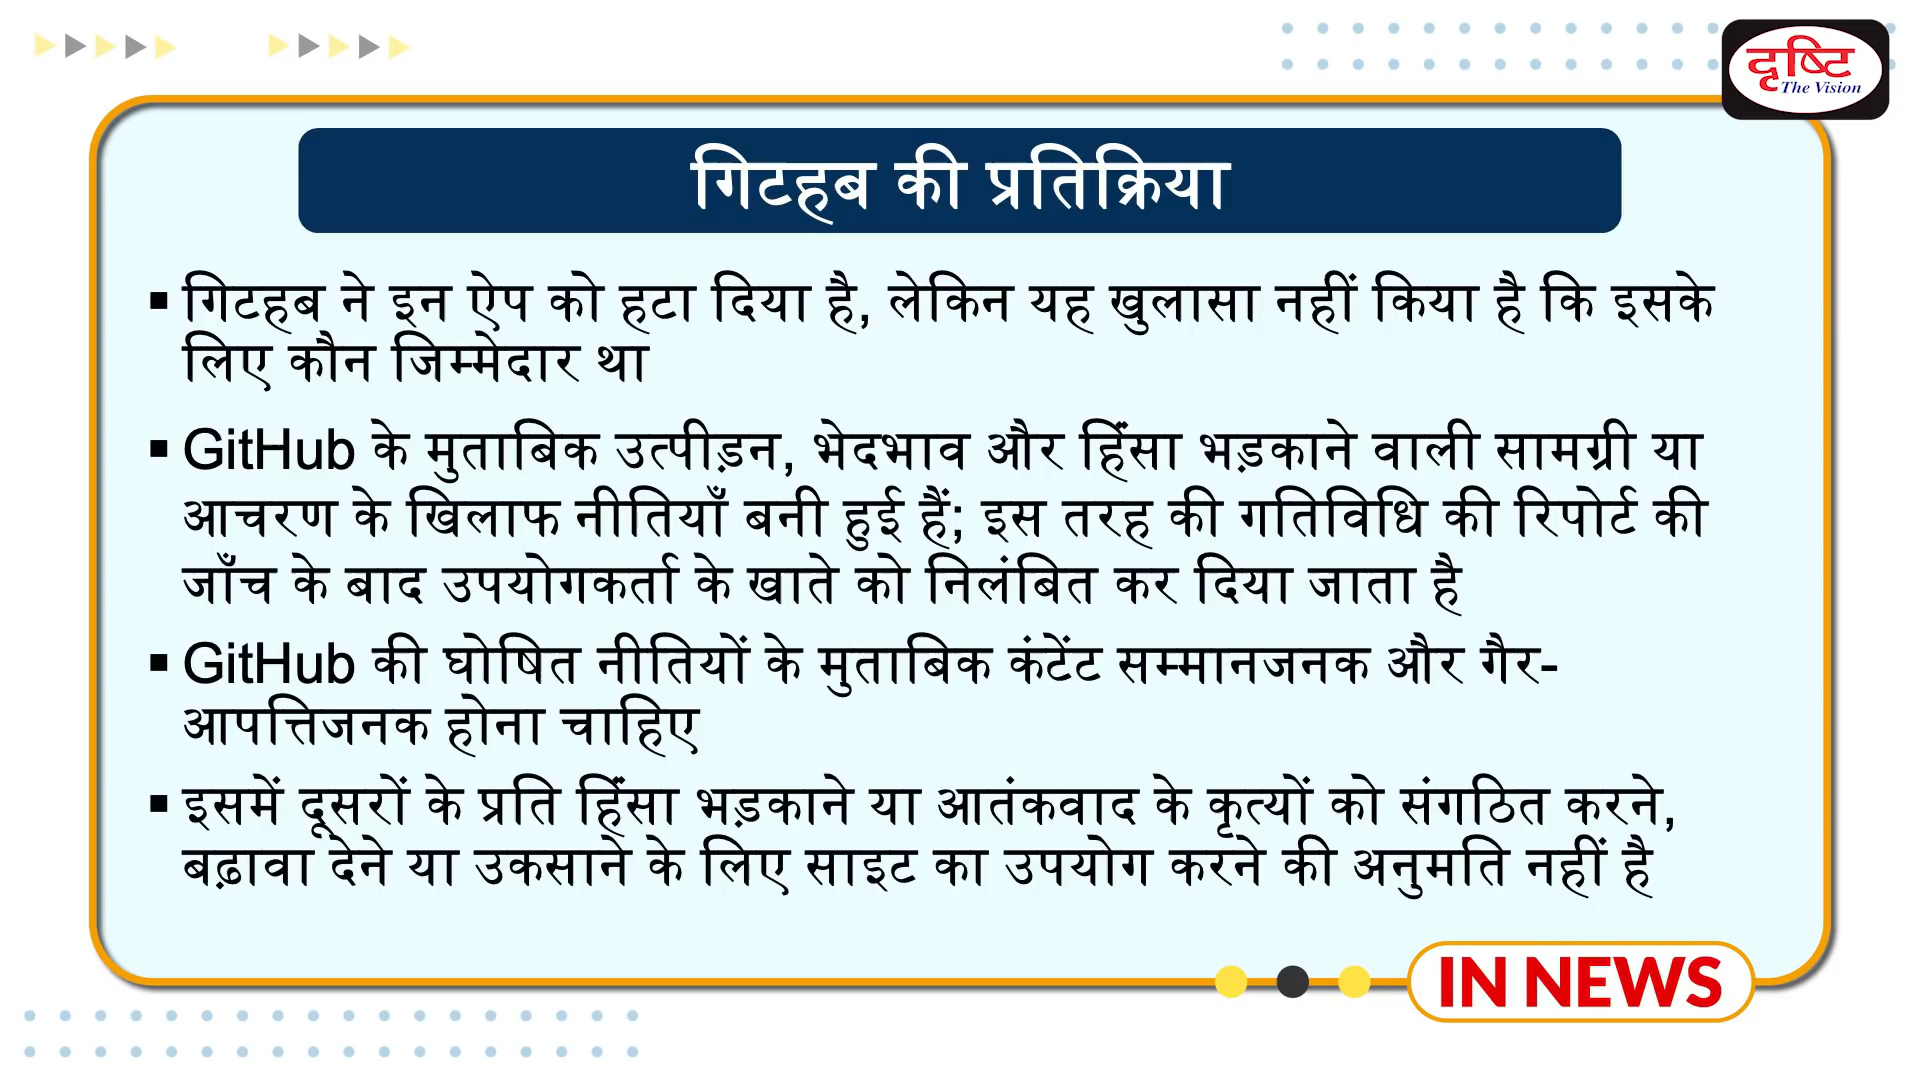 दृष्टि
The Vision
गिटहब की प्रतिक्रिया
▪ गिटहब ने इन ऐप को हटा दिया है, लेकिन यह खुलासा नहीं किया है कि इसके
लिए कौन जिम्मेदार था
▪ GitHub के मुताबिक उत्पीड़न, भेदभाव और हिंसा भड़काने वाली सामग्री या
आचरण के खिलाफ नीतियाँ बनी हुई हैं; इस तरह की गतिविधि की रिपोर्ट की
जाँच के बाद उपयोगकर्ता के खाते को निलंबित कर दिया जाता है
▪ GitHub की घोषित नीतियों के मुताबिक कंटेंट सम्मानजनक और गैर-
आपत्तिजनक होना चाहिए
▪ इसमें दूसरों के प्रति हिंसा भड़काने या आतंकवाद के कृत्यों को संगठित करने,
बढ़ावा देने या उकसाने के लिए साइट का उपयोग करने की अनुमति नहीं है
IN NEWS